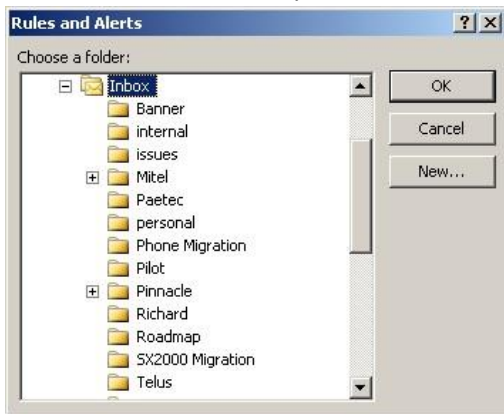 Rules and Alerts
Choose a folder:
Inbox
Banner
internal
issues
Mitel
Paetec
personal
Phone Migration
Pilot
Pinnacle
Richard
Roadmap
SX2000 Migration
Telus
OK
Cancel
New...